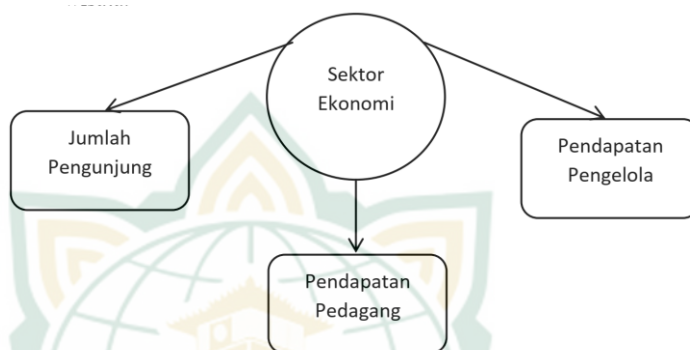 Sektor
Ekonomi
Jumlah
Pengunjung
Pendapatan
Pengelola
Pendapatan
Pedagang